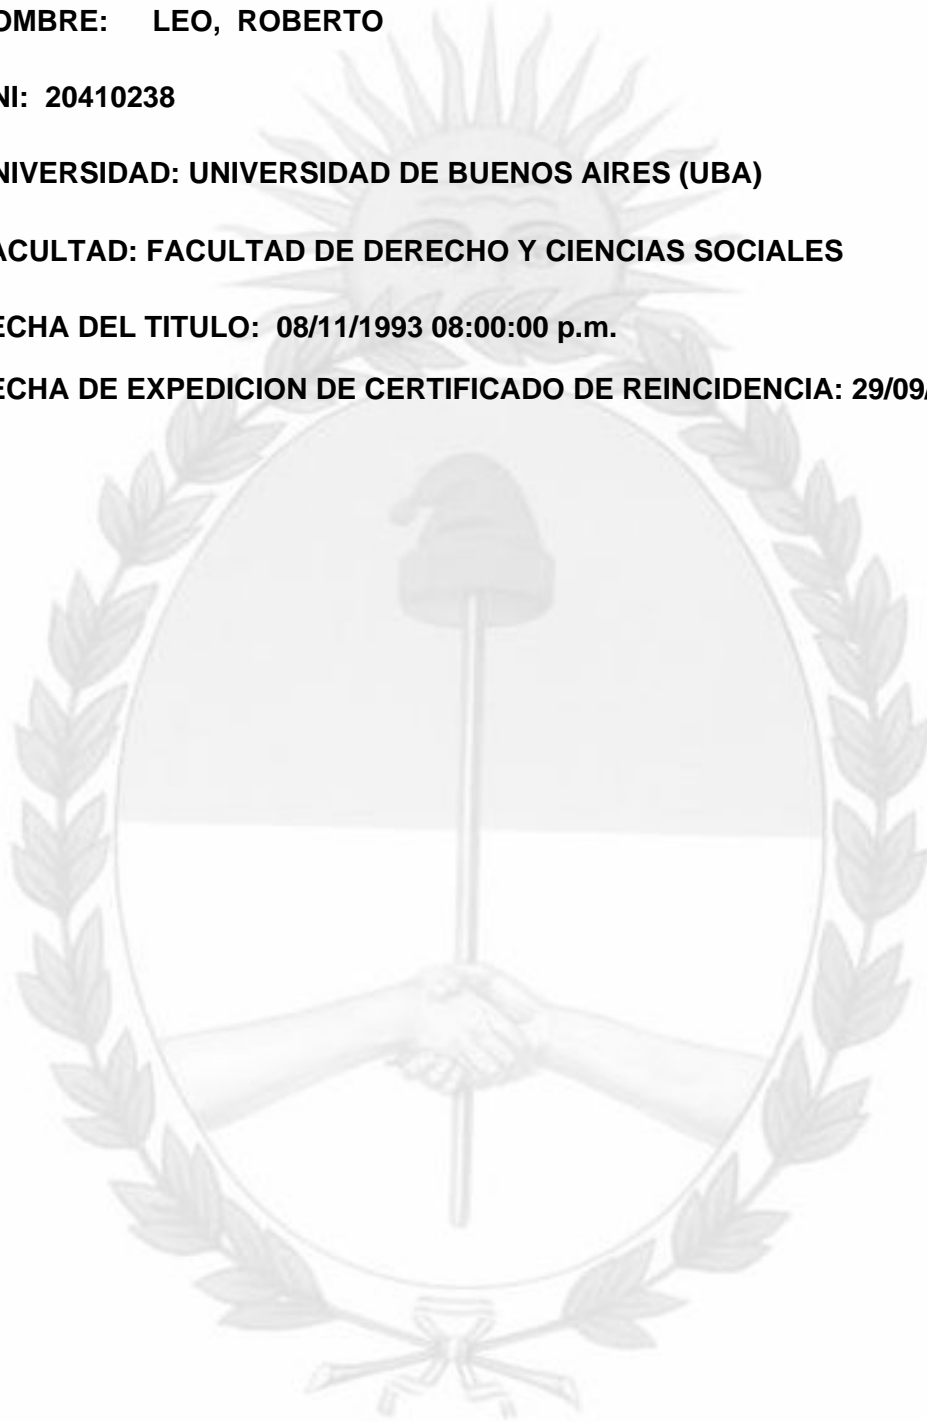 OMBRE: LEO, ROBERTO
NI: 20410238
NIVERSIDAD: UNIVERSIDAD DE BUENOS AIRES (UBA)
ACULTAD: FACULTAD DE DERECHO Y CIENCIAS SOCIALES
ECHA DEL TITULO: 08/11/1993 08:00:00 p.m.
ECHA DE EXPEDICION DE CERTIFICADO DE REINCIDENCIA: 29/09/